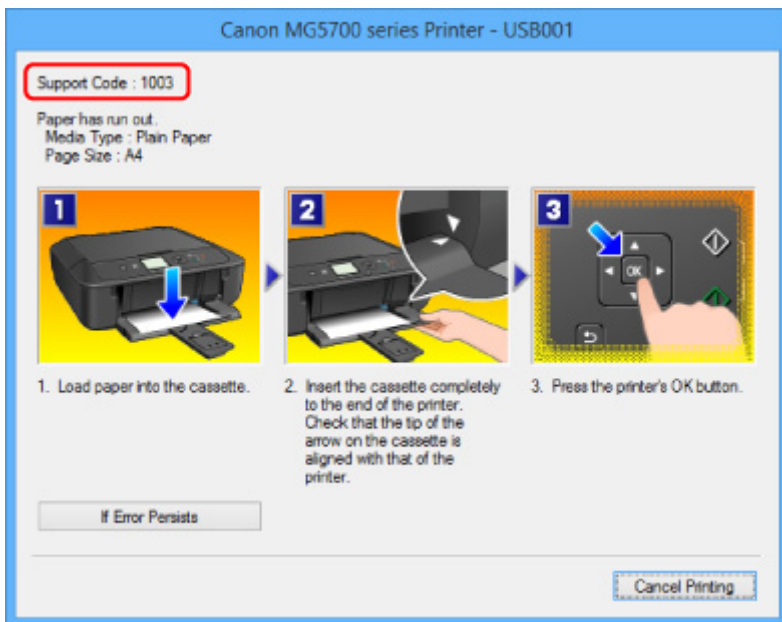 Canon MG5700 series Printer - USB001
Support Code : 1003
Paper has run out.
Media Type : Plain Paper
Page Size : A4
1
2
3
OK
1. Load paper into the cassette.
2. Insert the cassette completely
to the end of the printer.
Check that the tip of the
arrow on the cassette is
aligned with that of the
printer.
3. Press the printer's OK button.
If Error Persists
Cancel Printing